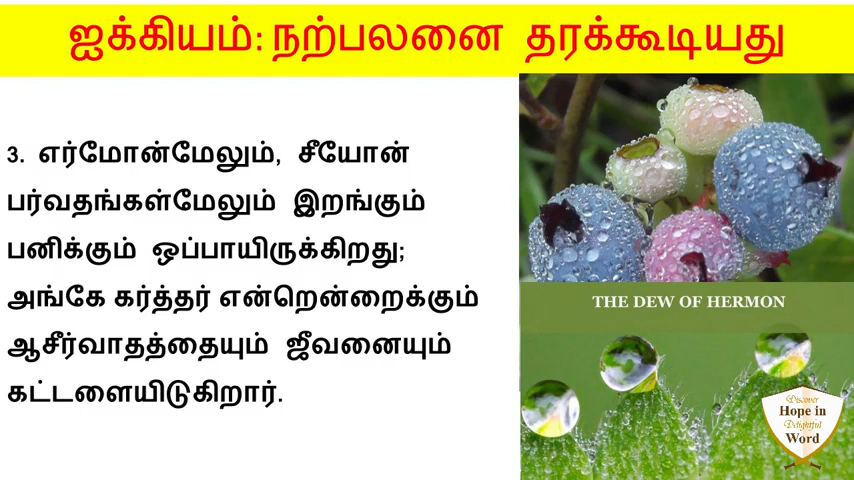 ஐக்கியம்: நற்பலனை தரக்கூடியது
3. எர்மோன்மேலும், சீயோன்
பர்வதங்கள்மேலும் இறங்கும்
பனிக்கும் ஒப்பாயிருக்கிறது;
அங்கே கர்த்தர் என்றென்றைக்கும்
ஆசீர்வாதத்தையும் ஜீவனையும்
கட்டளையிடுகிறார்.
THE DEW OF HERMON
Discover
Hope in
Delightful
Word